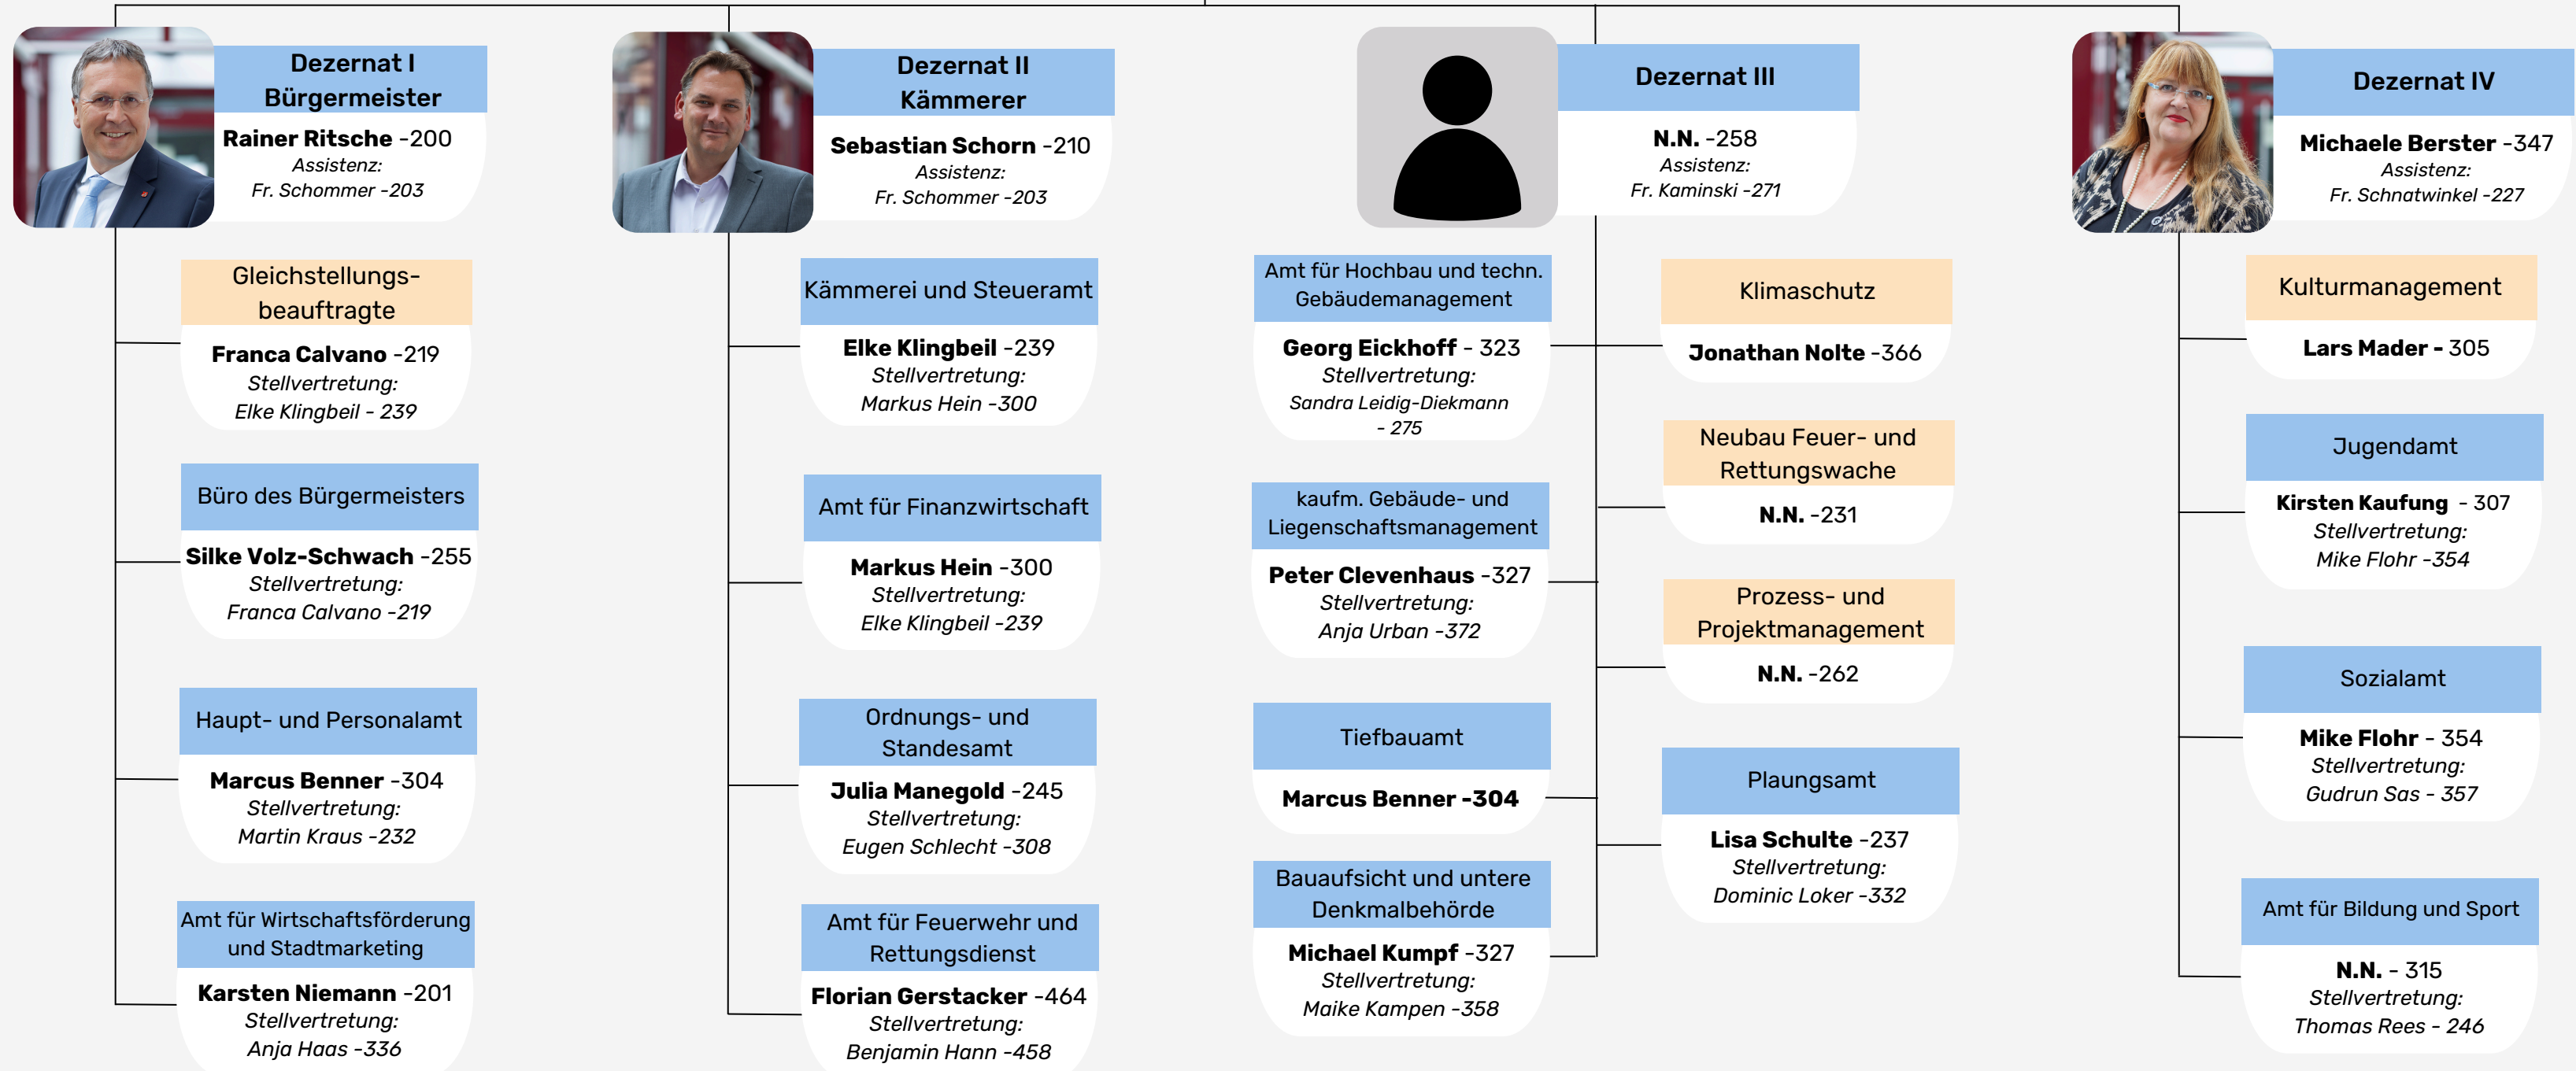 Dezernat I
Bürgermeister
Rainer Ritsche -200
Assistenz:
Fr. Schommer -203
Gleichstellungs-
beauftragte
Franca Calvano -219
Stellvertretung:
Elke Klingbeil - 239
Büro des Bürgermeisters
Silke Volz-Schwach -255
Stellvertretung:
Franca Calvano -219
Haupt- und Personalamt
Marcus Benner -304
Stellvertretung:
Martin Kraus -232
Amt für Wirtschaftsförderung
und Stadtmarketing
Karsten Niemann -201
Stellvertretung:
Anja Haas -336
Dezernat II
Kämmerer
Sebastian Schorn -210
Assistenz:
Fr. Schommer -203
Kämmerei und Steueramt
Elke Klingbeil -239
Stellvertretung:
Markus Hein -300
Amt für Finanzwirtschaft
Markus Hein -300
Stellvertretung:
Elke Klingbeil -239
Ordnungs- und
Standesamt
Julia Manegold -245
Stellvertretung:
Eugen Schlecht -308
Amt für Feuerwehr und
Rettungsdienst
Florian Gerstacker -464
Stellvertretung:
Benjamin Hann -458
Dezernat III
N.N. -258
Assistenz:
Fr. Kaminski -271
Amt für Hochbau und techn.
Gebäudemanagement
Georg Eickhoff - 323
Stellvertretung:
Sandra Leidig-Diekmann
- 275
kaufm. Gebäude- und
Liegenschaftsmanagement
Peter Clevenhaus -327
Stellvertretung:
Anja Urban -372
Tiefbauamt
Marcus Benner -304
Bauaufsicht und untere
Denkmalbehörde
Michael Kumpf -327
Stellvertretung:
Maike Kampen -358
Klimaschutz
Jonathan Nolte -366
Neubau Feuer- und
Rettungswache
N.N. -231
Prozess- und
Projektmanagement
N.N. -262
Plaungsamt
Lisa Schulte -237
Stellvertretung:
Dominic Loker -332
Dezernat IV
Michaele Berster -347
Assistenz:
Fr. Schnatwinkel -227
Kulturmanagement
Lars Mader - 305
Jugendamt
Kirsten Kaufung - 307
Stellvertretung:
Mike Flohr -354
Sozialamt
Mike Flohr - 354
Stellvertretung:
Gudrun Sas - 357
Amt für Bildung und Sport
N.N. - 315
Stellvertretung:
Thomas Rees - 246